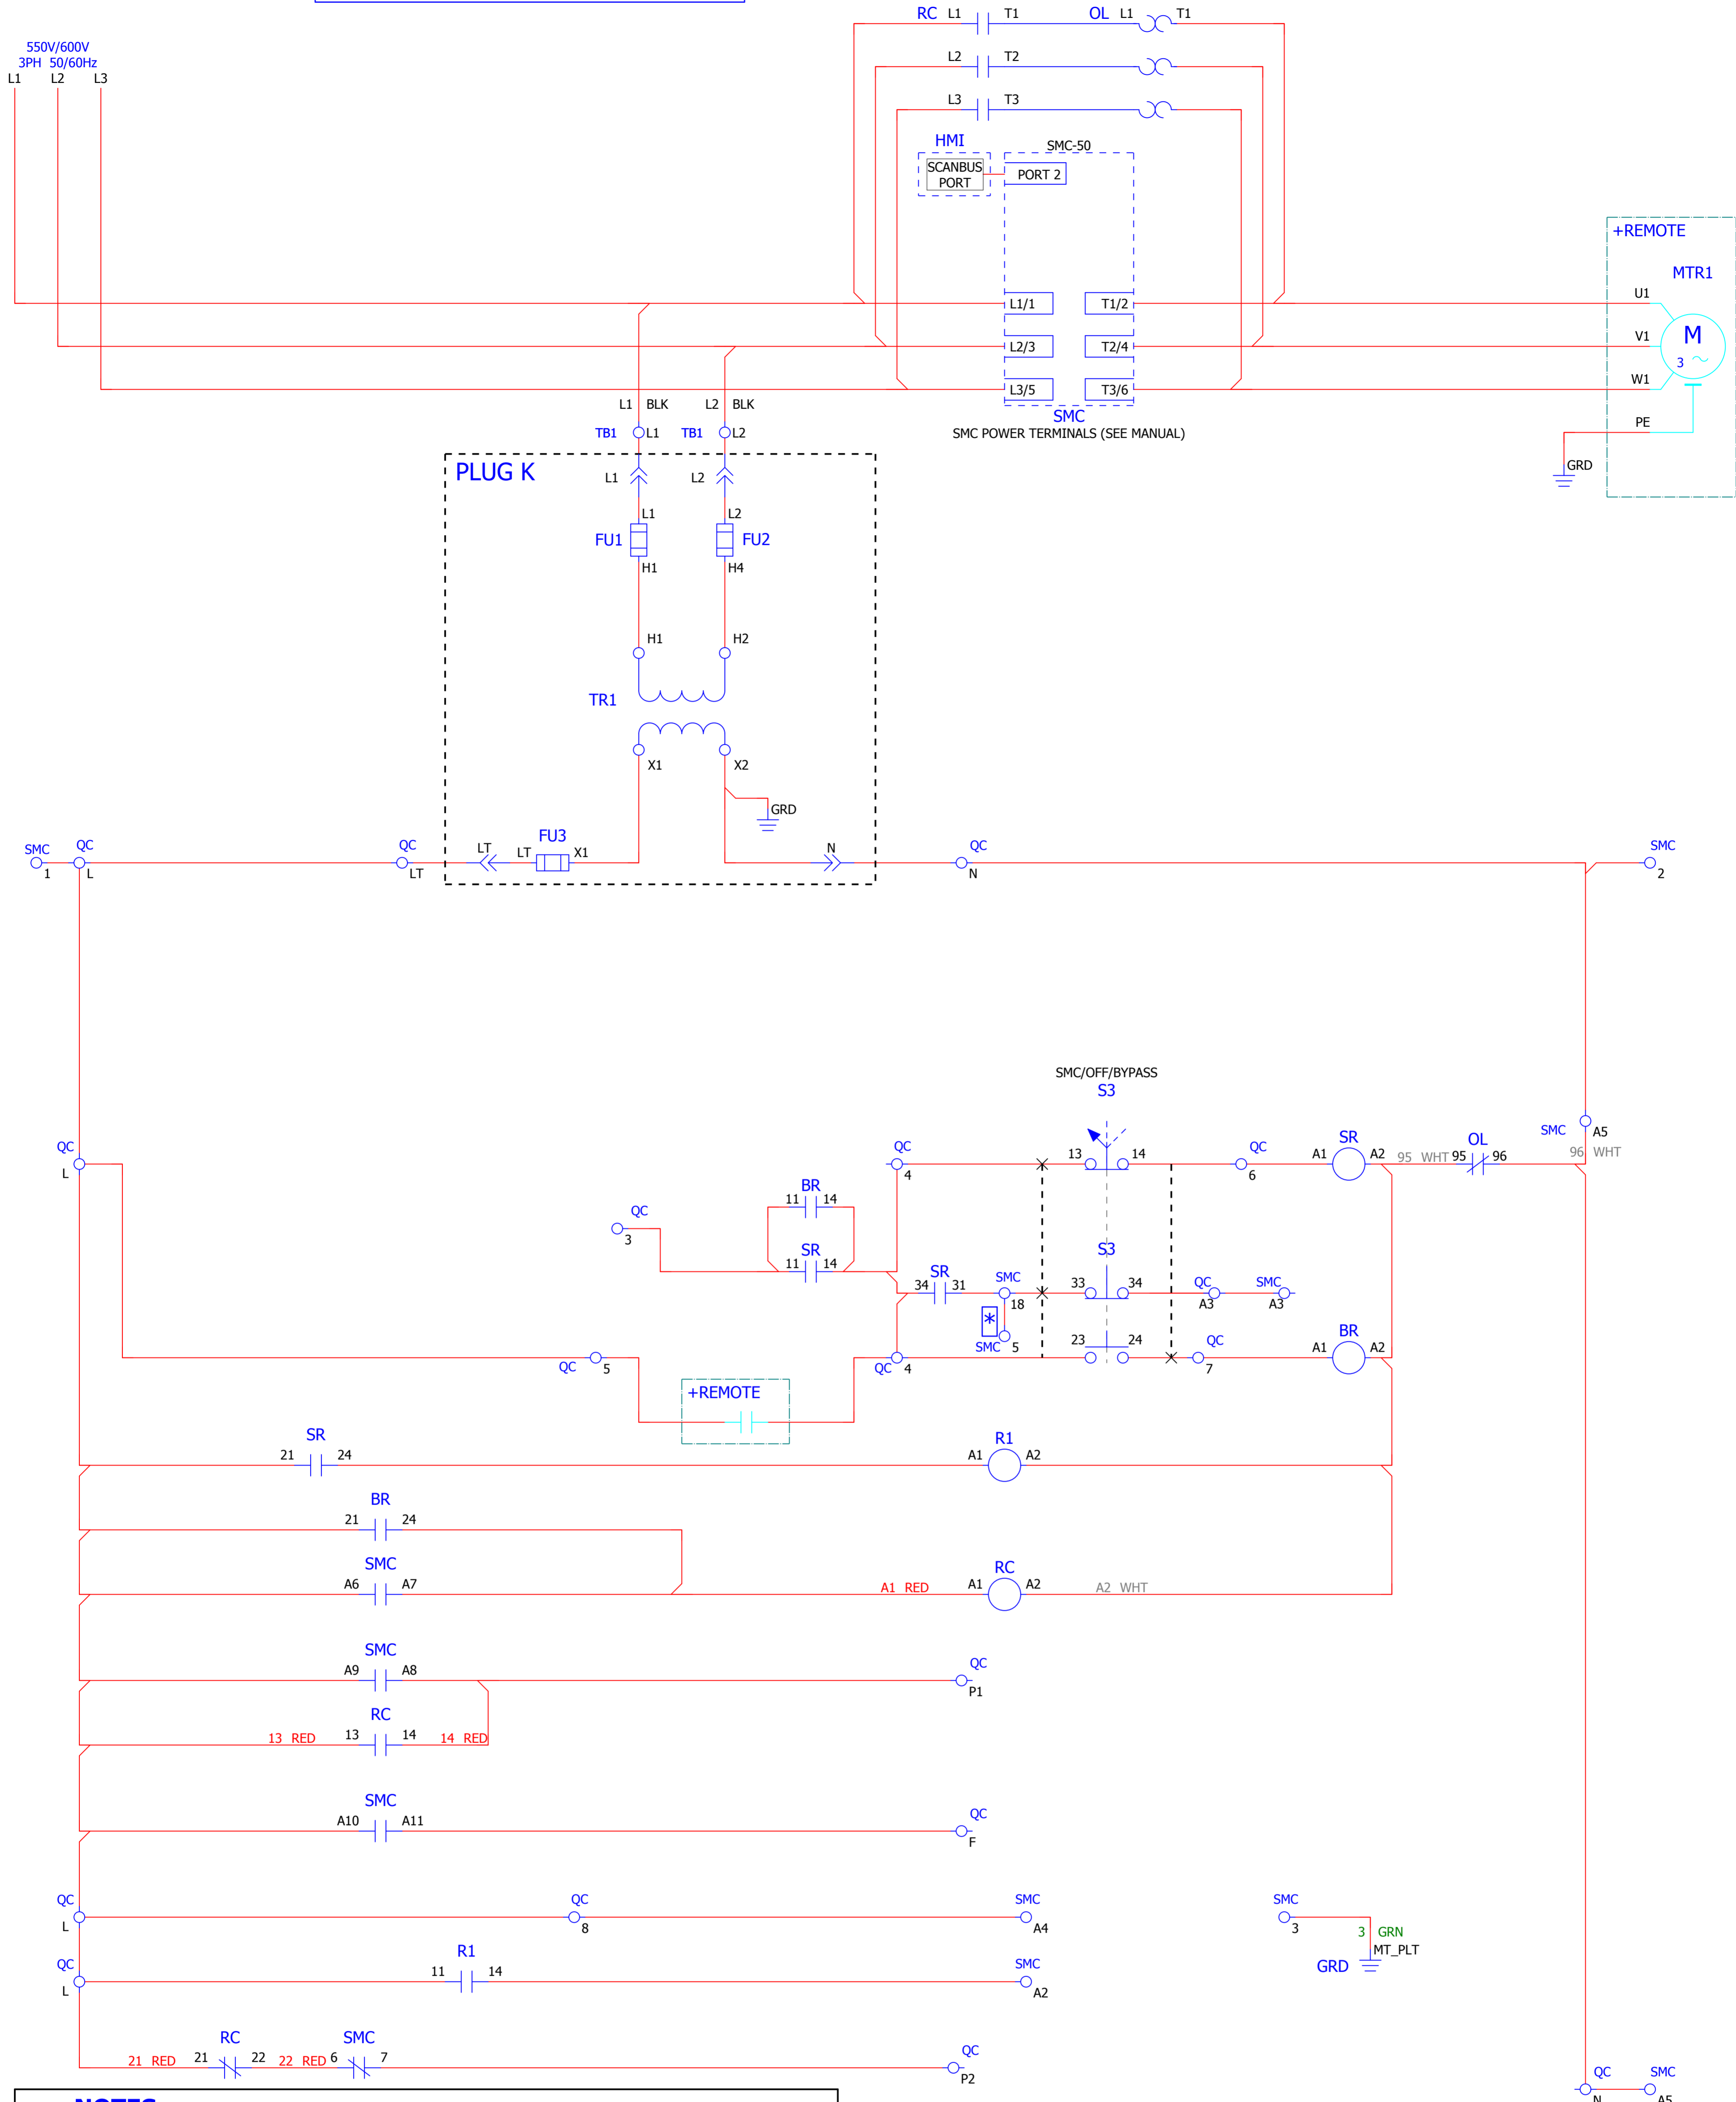 RC L1 T1 OL L1 T1
550V/600V
3PH 50/60Hz
L1 L2 L3
L2 T2
L3 T3
HMI
SMC-50
SCANBUS
PORT
PORT 2
+REMOTE
MTR1
L1/1 T1/2 U1
L2/3 T2/4 V1
M
3
L3/5 T3/6 W1
L1 BLK L2 BLK
SMC
SMC POWER TERMINALS (SEE MANUAL)
PE
TB1 L1 TB1 L2
GRD
PLUG K
L1 L2
L1 L2
FU1 FU2
H1 H4
H1 H2
TR1
X1 X2
GRD
SMC QC QC LT LT FU3 X1 N QC SMC
1 L LT N 2
SMC/OFF/BYPASS
S3
QC QC 13 14 QC SR A1 A2 95 WHT OL 95 96 SMC A5
96 WHT
L 4 6
BR
11 14
QC
3
SR
11 14
S3
SR
34 31 SMC 33 34 QC SMC
18 A3 A3
*
SMC 5 23 24 QC BR A1 A2
QC 5 QC 4 7
+REMOTE
SR
21 24 R1 A1 A2
BR
21 24
SMC
A6 A7 A1 RED RC A1 A2 A2 WHT
SMC
A9 A8 QC
P1
RC
13 RED 13 14 14 RED
SMC
A10 A11 QC
F
QC QC SMC SMC
L 8 A4 3
3 GRN
MT_PLT
GRD
QC R1 SMC
11 14
L A2
RC SMC
21 RED 21 22 22 RED 6 7 QC
P2
QC SMC
N A5
NOTES